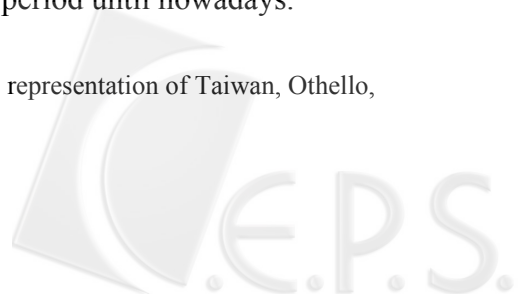 period until nowadays.
representation of Taiwan, Othello,
C.E.P.S.